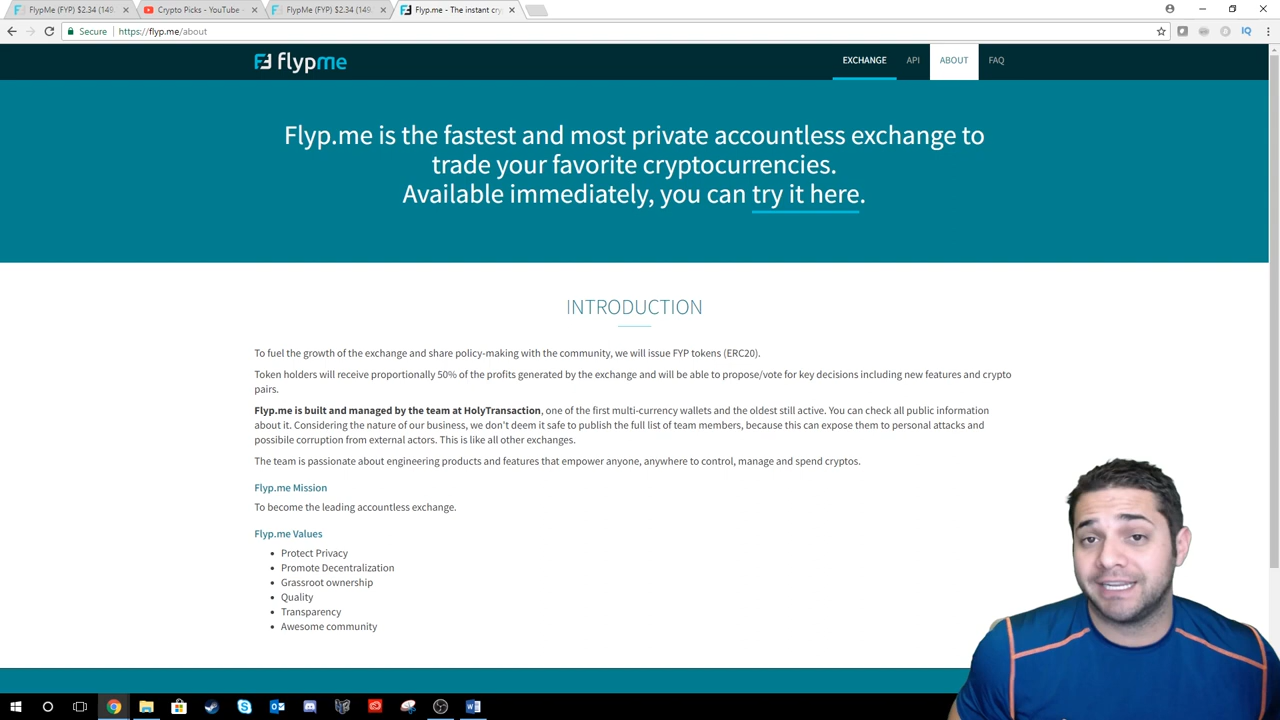 FlypMe (FYP) $2.34 (149.
Crypto Picks - YouTube
FlypMe (FYP) $2.34 (149.
Flyp.me - The instant cry
Secure
https://flyp.me/about
IQ
flypme
EXCHANGE
API
ABOUT
FAQ
Flyp.me is the fastest and most private accountless exchange to
trade your favorite cryptocurrencies.
Available immediately, you can try it here.
INTRODUCTION
To fuel the growth of the exchange and share policy-making with the community, we will issue FYP tokens (ERC20).
Token holders will receive proportionally 50% of the profits generated by the exchange and will be able to propose/vote for key decisions including new features and crypto
pairs.
Flyp.me is built and managed by the team at HolyTransaction, one of the first multi-currency wallets and the oldest still active. You can check all public information
about it. Considering the nature of our business, we don't deem it safe to publish the full list of team members, because this can expose them to personal attacks and
possibile corruption from external actors. This is like all other exchanges.
The team is passionate about engineering products and features that empower anyone, anywhere to control, manage and spend cryptos.
Flyp.me Mission
To become the leading accountless exchange.
Flyp.me Values
Protect Privacy
Promote Decentralization
Grassroot ownership
Quality
Transparency
Awesome community